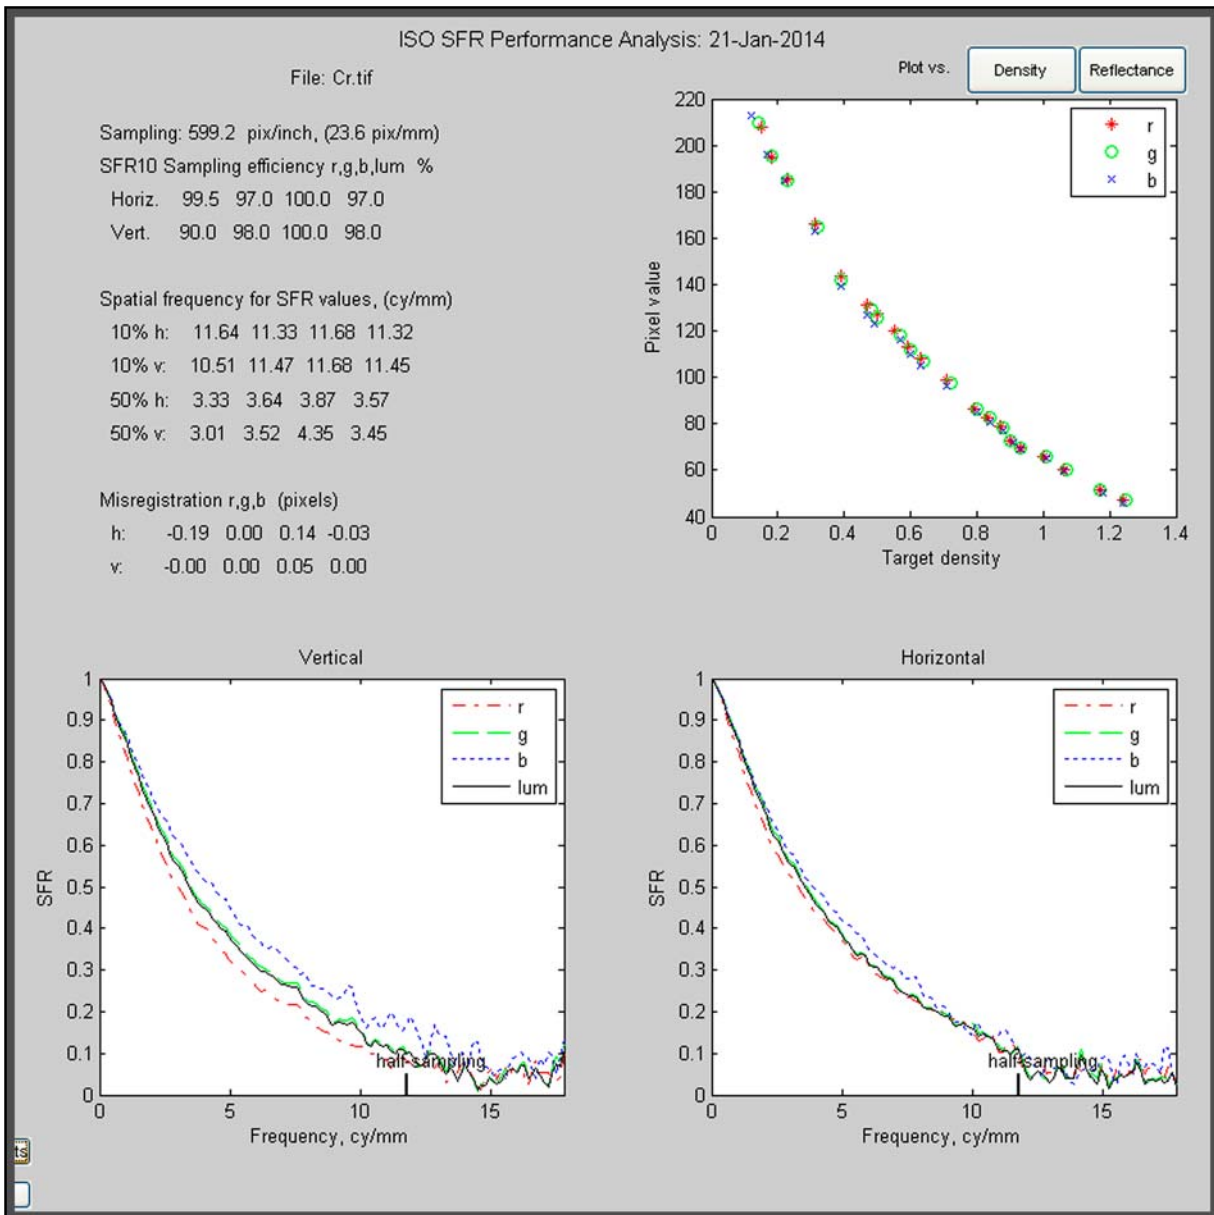 ISO SFR Performance Analysis: 21-Jan-2014
File: Cr.tif
Plot vs. Density Reflectance
Sampling: 599.2 pix/inch, (23.6 pix/mm)
SFR10 Sampling efficiency r,g,b,lum %
Horiz. 99.5 97.0 100.0 97.0
Vert. 90.0 98.0 100.0 98.0
Spatial frequency for SFR values, (cy/mm)
10% h: 11.64 11.33 11.68 11.32
10% v: 10.51 11.47 11.68 11.45
50% h: 3.33 3.64 3.87 3.57
50% v: 3.01 3.52 4.35 3.45
Misregistration r,g,b (pixels)
h: -0.19 0.00 0.14 -0.03
v: -0.00 0.00 0.05 0.00
220
200
180
160
140
120
100
80
60
40
Pixel value
r
g
b
0 0.2 0.4 0.6 0.8 1 1.2 1.4
Target density
Vertical
1
0.9
0.8
0.7
0.6
0.5
0.4
0.3
0.2
0.1
0
SFR
r
g
b
lum
half-sampling
0 5 10 15
Frequency, cy/mm
Horizontal
1
0.9
0.8
0.7
0.6
0.5
0.4
0.3
0.2
0.1
0
SFR
r
g
b
lum
half-sampling
0 5 10 15
Frequency, cy/mm
ts